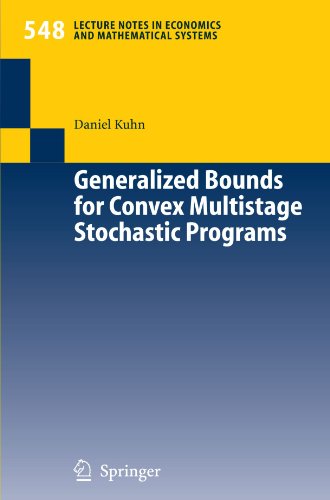 548 LECTURE NOTES IN ECONOMICS
AND MATHEMATICAL SYSTEMS
Daniel Kuhn
Generalized Bounds
for Convex Multistage
Stochastic Programs
Springer